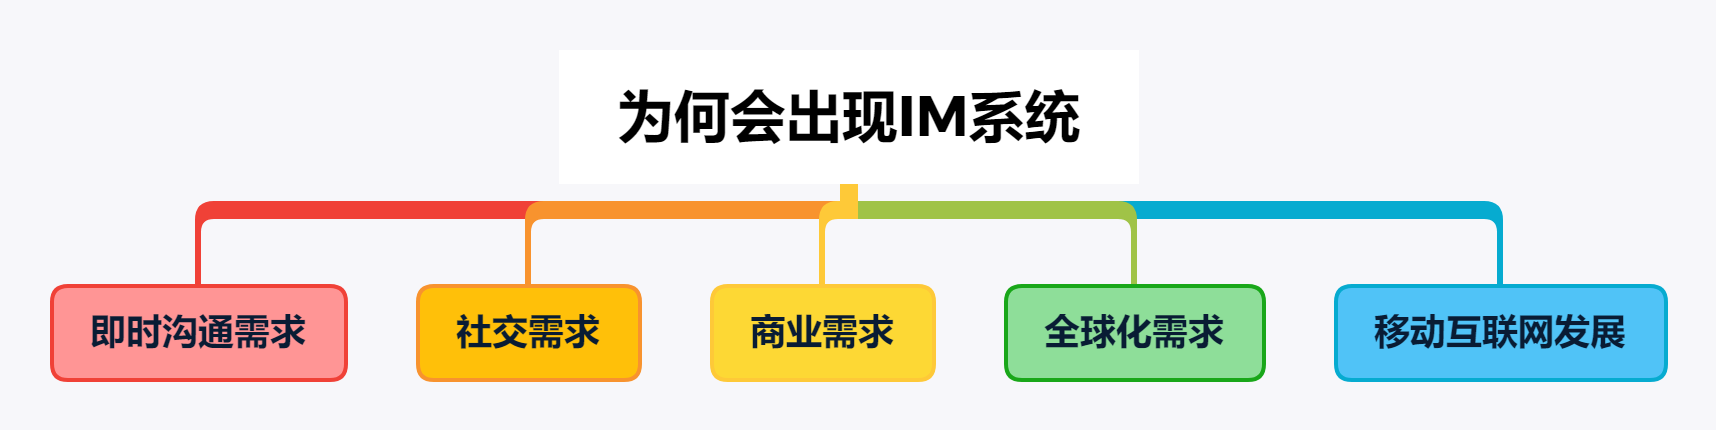 为何会出现IM系统
即时沟通需求
社交需求
商业需求
全球化需求
移动互联网发展